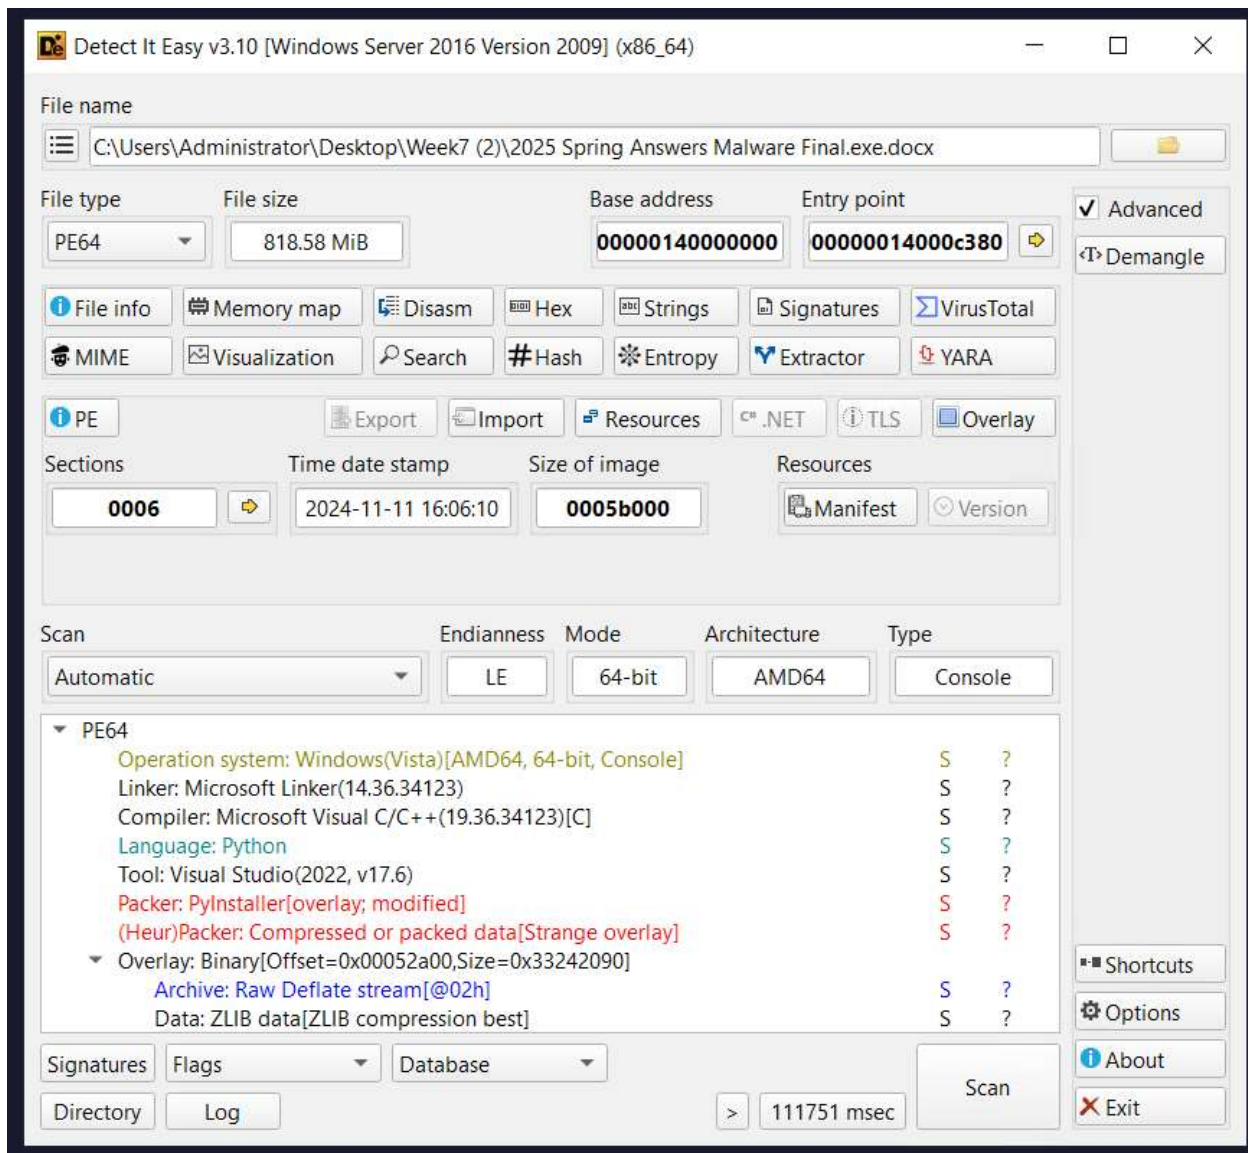 Detect It Easy v3.10 [Windows Server 2016 Version 2009] (x86_64)
File name
C:\Users\Administrator\Desktop\Week7 (2)\2025 Spring Answers Malware Final.exe.docx
File type File size Base address Entry point
Advanced
PE64 818.58 MiB 00000140000000 00000014000c380
Demangle
File info Memory map Disasm Hex Strings Signatures VirusTotal
MIME Visualization Search Hash Entropy Extractor YARA
PE Export Import Resources C# .NET TLS Overlay
Sections Time date stamp Size of image Resources
0006 2024-11-11 16:06:10 0005b000 Manifest Version
Scan Endianness Mode Architecture Type
Automatic LE 64-bit AMD64 Console
PE64
Operation system: Windows(Vista)[AMD64, 64-bit, Console] S ?
Linker: Microsoft Linker(14.36.34123) S ?
Compiler: Microsoft Visual C/C++(19.36.34123)[C] S ?
Language: Python S ?
Tool: Visual Studio(2022, v17.6) S ?
Packer: PyInstaller[overlay; modified] S ?
(Heur)Packer: Compressed or packed data[Strange overlay] S ?
Overlay: Binary[Offset=0x00052a00,Size=0x33242090]
Archive: Raw Deflate stream[@02h] S ?
Data: ZLIB data[ZLIB compression best] S ?
Shortcuts
Options
About
Exit
Signatures Flags Database Scan
Directory Log > 111751 msec